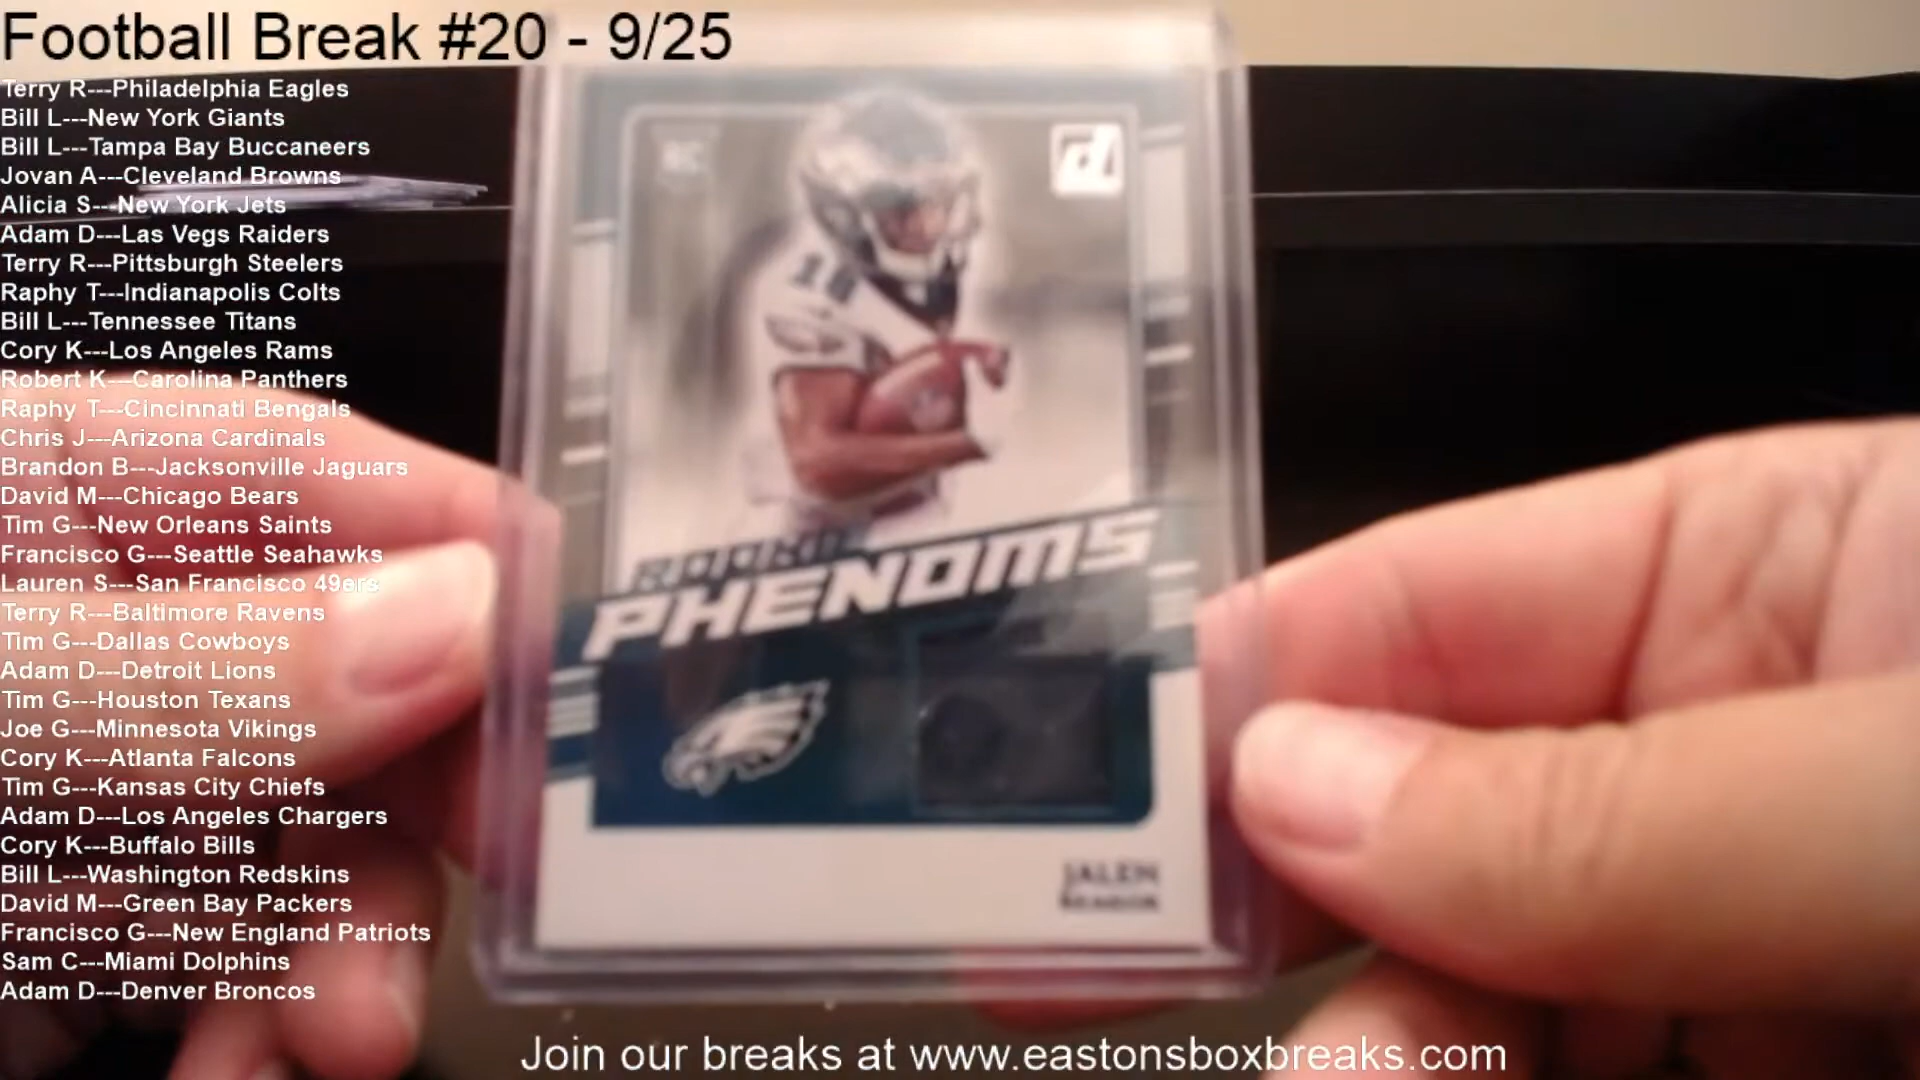 Football Break #20 - 9/25
Terry R---Philadelphia Eagles
Bill L---New York Giants
Bill L---Tampa Bay Buccaneers
Jovan A---Cleveland Browns
Alicia S---New York Jets
Adam D---Las Vegs Raiders
Terry R---Pittsburgh Steelers
Raphy T---Indianapolis Colts
Bill L---Tennessee Titans
Cory K---Los Angeles Rams
Robert K---Carolina Panthers
Raphy T---Cincinnati Bengals
Chris J---Arizona Cardinals
Brandon B---Jacksonville Jaguars
David M---Chicago Bears
Tim G---New Orleans Saints
Francisco G---Seattle Seahawks
Lauren S---San Francisco 49ers
Terry R---Baltimore Ravens
Tim G---Dallas Cowboys
Adam D---Detroit Lions
Tim G---Houston Texans
Joe G---Minnesota Vikings
Cory K---Atlanta Falcons
Tim G---Kansas City Chiefs
Adam D---Los Angeles Chargers
Cory K---Buffalo Bills
Bill L---Washington Redskins
David M---Green Bay Packers
Francisco G---New England Patriots
Sam C---Miami Dolphins
Adam D---Denver Broncos
RC
d
18
ROOKIE
PHENOMS
JALEN
REAGOR
Join our breaks at www.eastonsboxbreaks.com